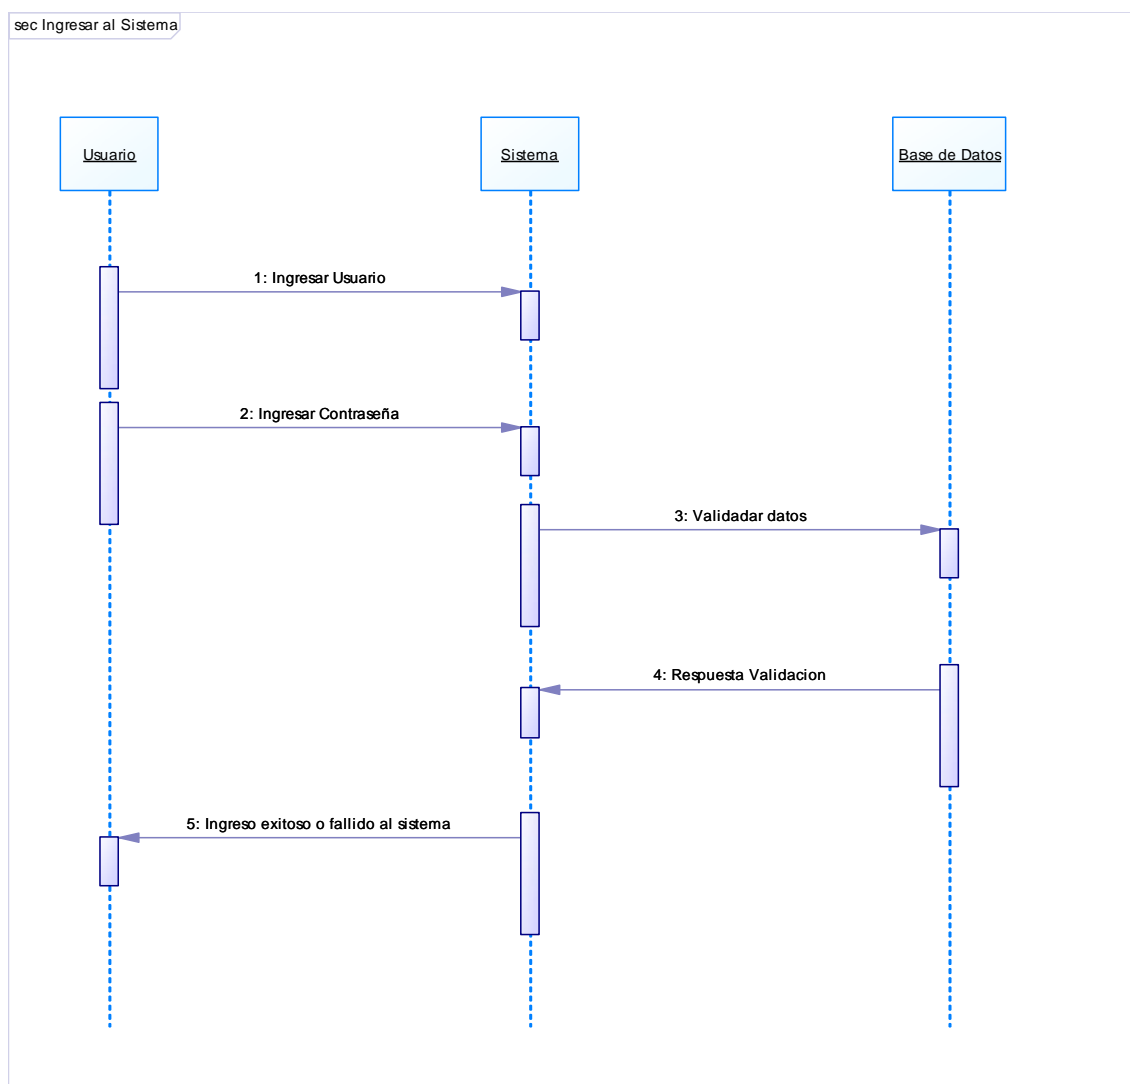 sec Ingresar al Sistema
Usuario
Sistema
Base de Datos
1: Ingresar Usuario
2: Ingresar Contraseña
3: Validadar datos
4: Respuesta Validacion
5: Ingreso exitoso o fallido al sistema